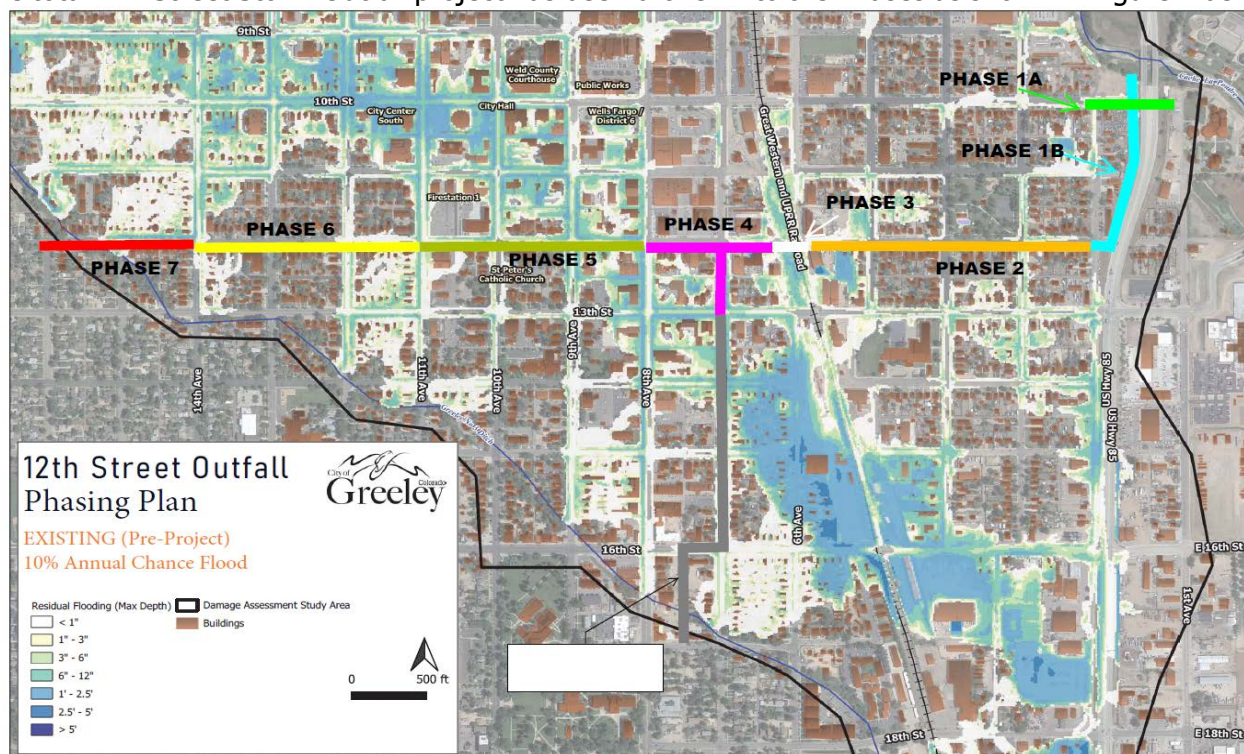 9th St
Weld County
Courthouse
Public Works
10th St
City Center
South
City Hall
Wells Fargo /
District 6
Great Western and UPRR Railroad
PHASE 1A
PHASE 1B
Firestation 1
PHASE 3
PHASE 4
PHASE 6
PHASE 7
PHASE 5
PHASE 2
St Peter's
Catholic Church
13th St
14th Ave
11th Ave
10th Ave
9th Ave
8th Ave
6th Ave
US Hwy 85
US Hwy 85
1st Ave
16th St
E 16th St
18th St
E 18th St
12th Street Outfall
Phasing Plan
City of
Greeley
Colorado
EXISTING (Pre-Project)
10% Annual Chance Flood
Residual Flooding (Max Depth)
< 1"
1" - 3"
3" - 6"
6" - 12"
1' - 2.5'
2.5' - 5'
> 5'
Damage Assessment Study Area
Buildings
0 500 ft